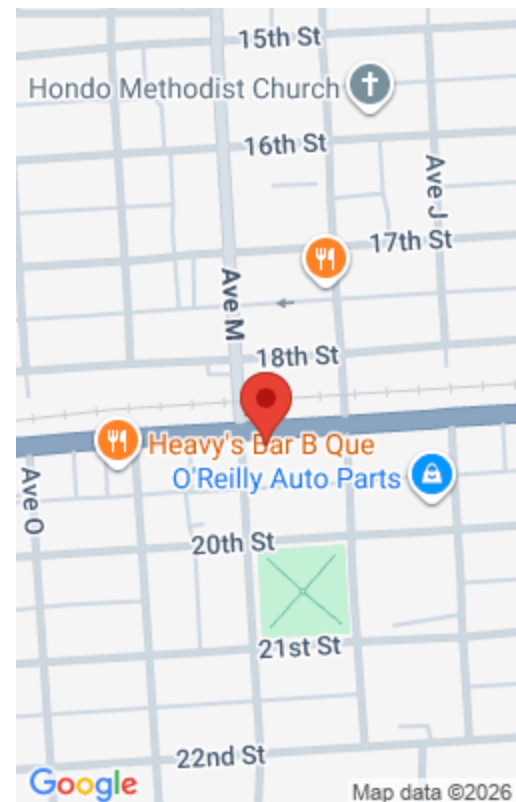 15th St
Hondo Methodist Church
16th St
Ave J
17th St
Ave M
18th St
Heavy's Bar B Que
O'Reilly Auto Parts
Ave O
20th St
21st St
22nd St
Google
Map data ©2026